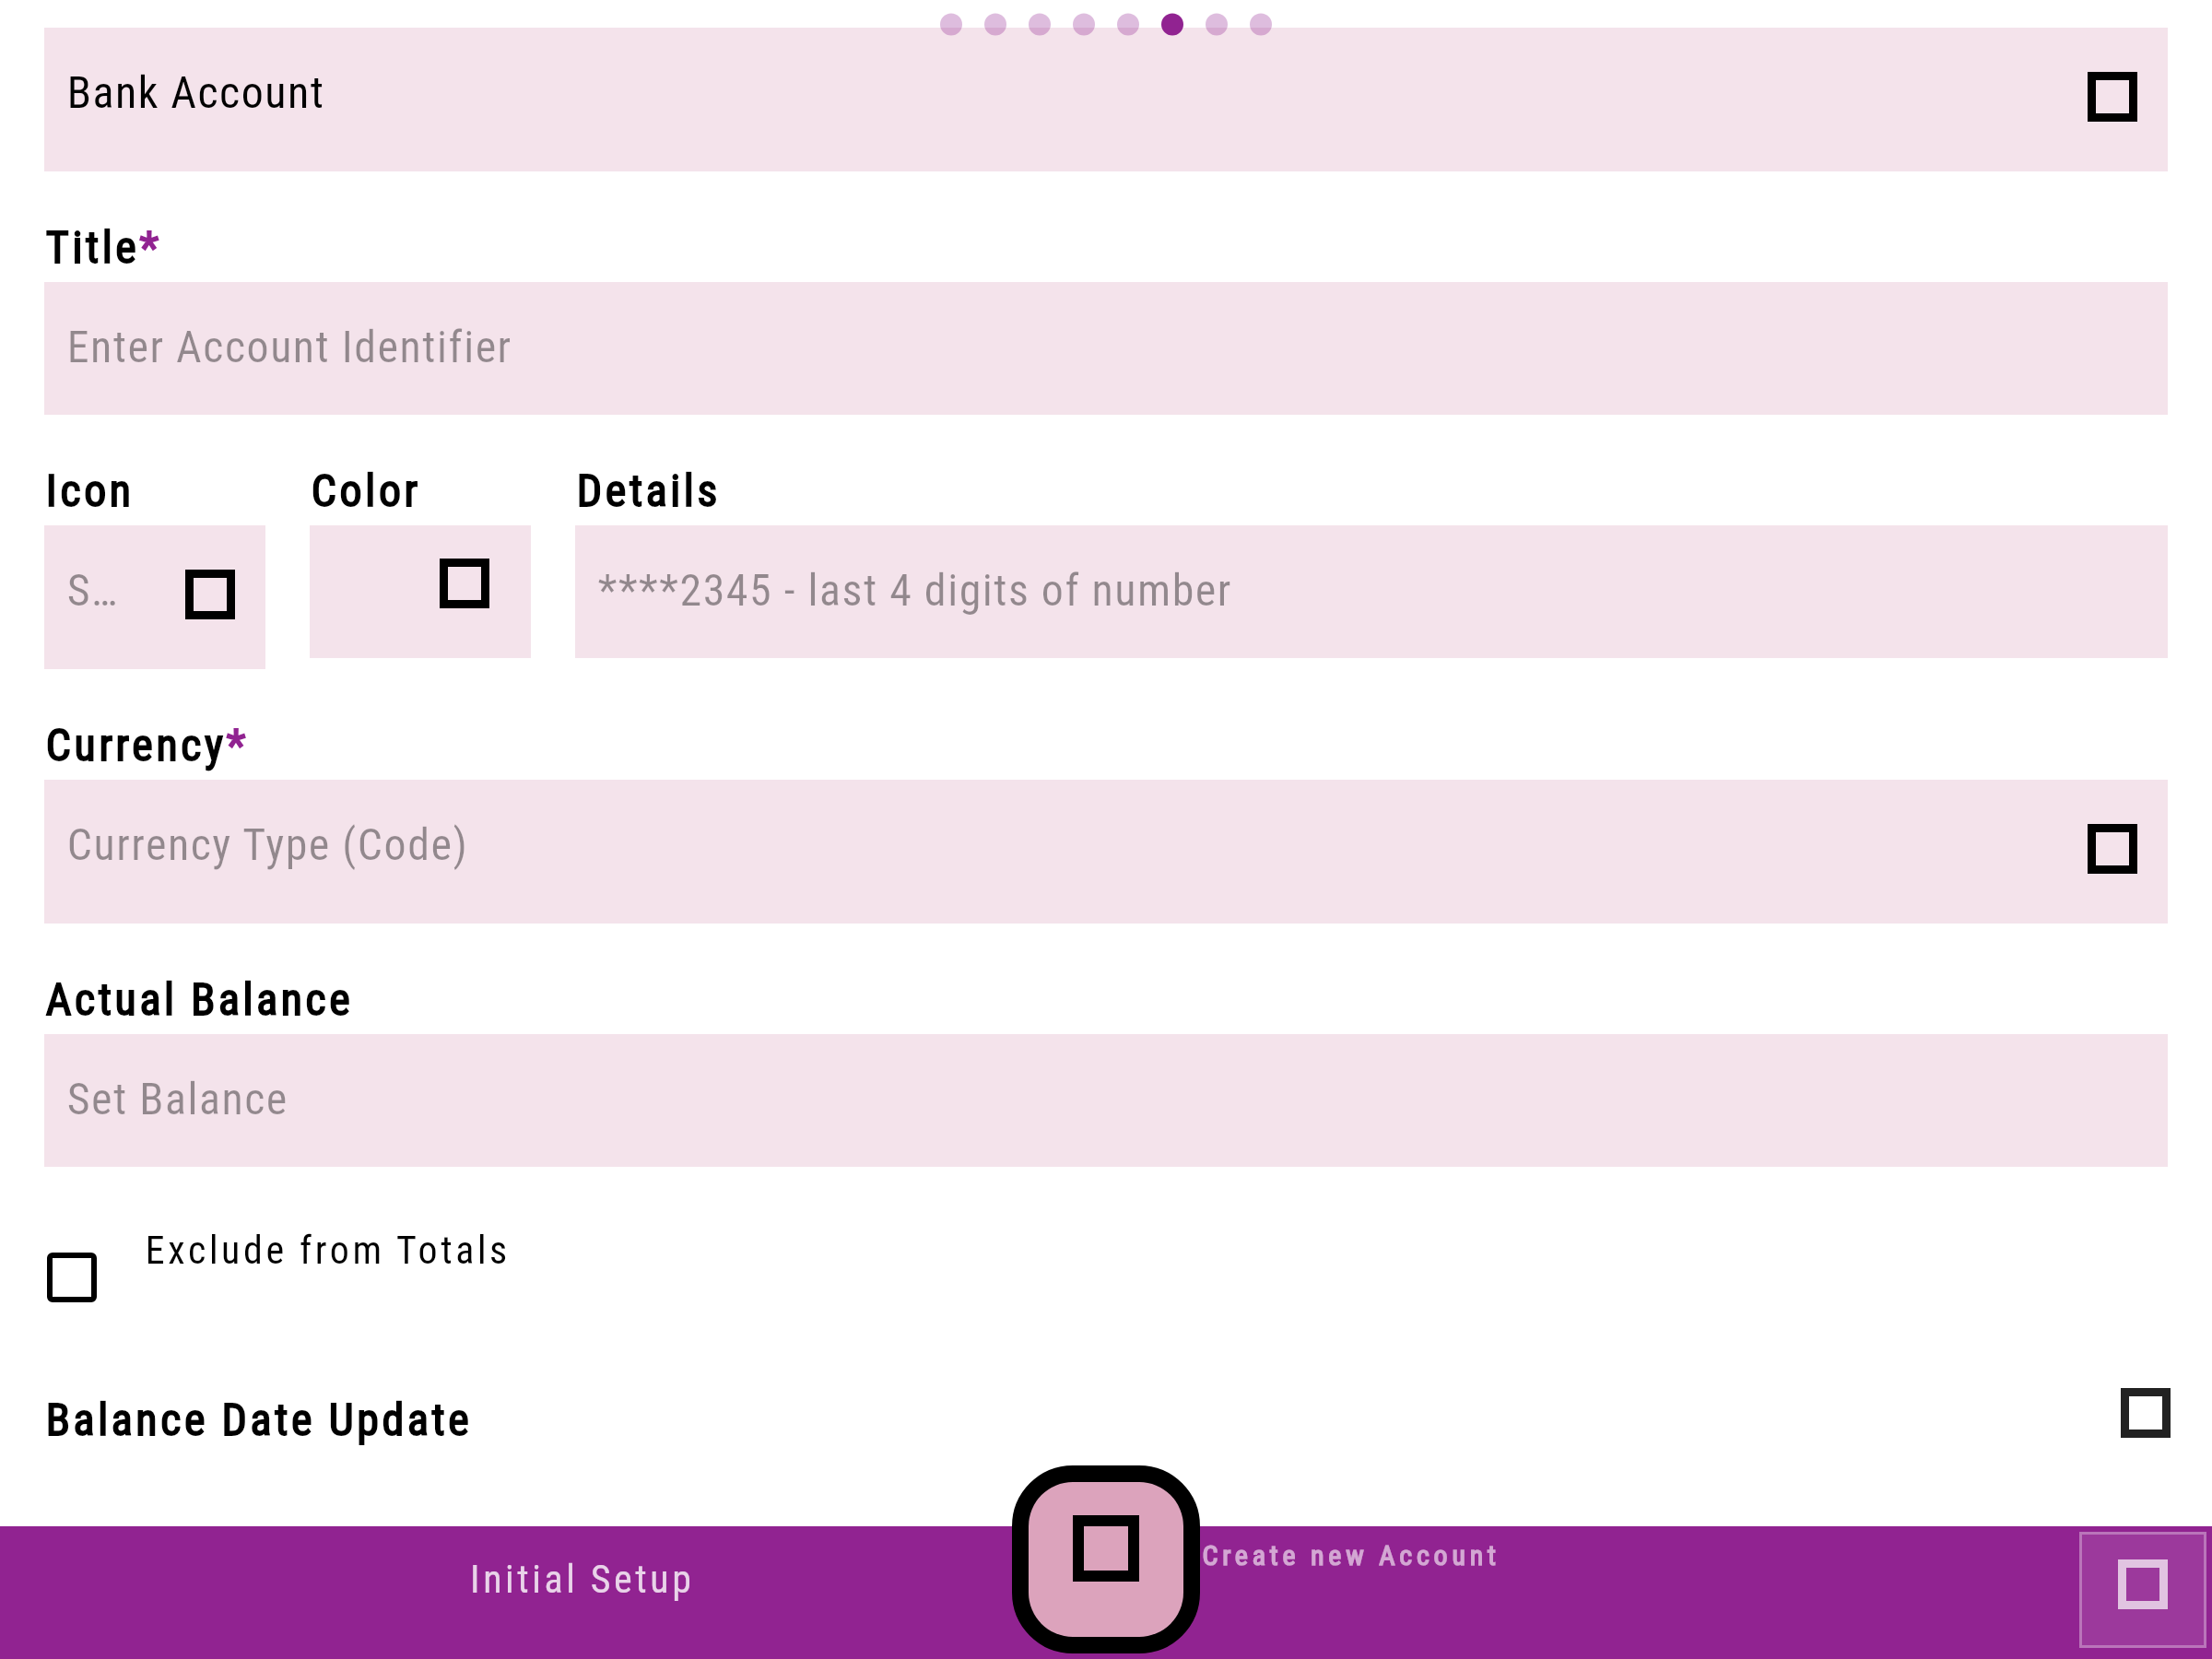 Bank Account
Title*
Enter Account Identifier
Icon Color Details
S… ****2345 - last 4 digits of number
Currency*
Currency Type (Code)
Actual Balance
Set Balance
Exclude from Totals
Balance Date Update
Initial Setup
Create new Account